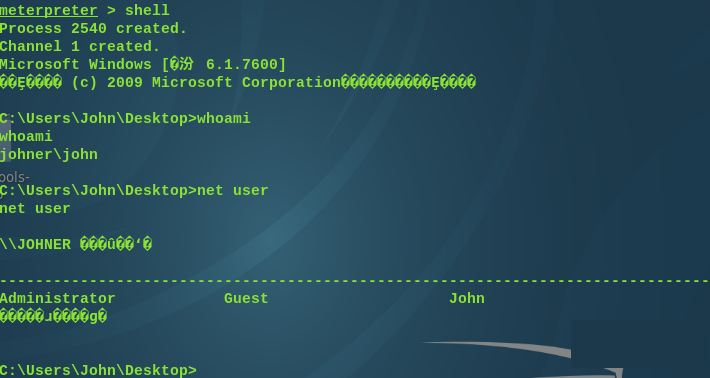 meterpreter > shell
Process 2540 created.
Channel 1 created.
Microsoft Windows [�汾 6.1.7600]
(c) 2009 Microsoft Corporation
C:\Users\John\Desktop>whoami
whoami
johner\john
ools-
C:\Users\John\Desktop>net user
net user
\\JOHNER
-------------------------------------------------------------------------------
Administrator Guest John
C:\Users\John\Desktop>